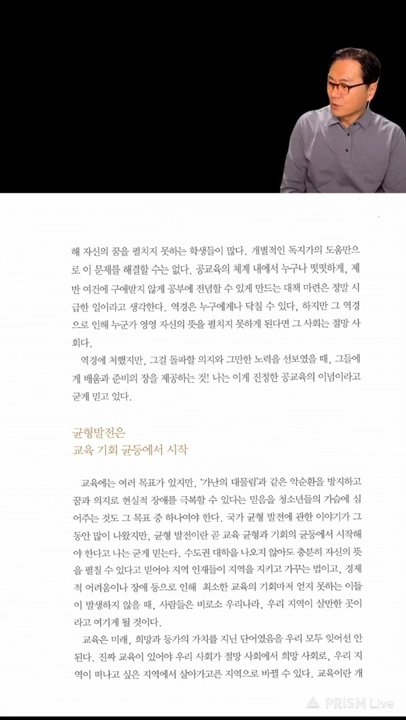 해 자신의 꿈을 펼치지 못하는 학생들이 많다. 개별적인 독지가의 도움만으
로 이 문제를 해결할 수는 없다. 공교육의 체계 내에서 누구나 떳떳하게, 제
반 여건에 구애받지 않게 공부에 전념할 수 있게 만드는 대책 마련은 정말 시
급한 일이라고 생각한다. 역경은 누구에게나 닥칠 수 있다, 하지만 그 역경
으로 인해 누군가 영영 자신의 뜻을 펼치지 못하게 된다면 그 사회는 절망 사
회다.
역경에 처했지만, 그걸 돌파할 의지와 그만한 노력을 선보였을 때, 그들에
게 배움과 준비의 장을 제공하는 것! 나는 이게 진정한 공교육의 이념이라고
굳게 믿고 있다.
균형발전은
교육 기회 균등에서 시작
교육에는 여러 목표가 있지만, '가난의 대물림'과 같은 악순환을 방지하고
꿈과 의지로 현실적 장애를 극복할 수 있다는 믿음을 청소년들의 가슴에 심
어주는 것도 그 목표 중 하나여야 한다. 국가 균형 발전에 관한 이야기가 그
동안 많이 나왔지만, 균형 발전이란 곧 교육 균형과 기회의 균등에서 시작해
야 한다고 나는 굳게 믿는다. 수도권 대학을 나오지 않아도 충분히 자신의 뜻
을 펼칠 수 있다고 믿어야 지역 인재들이 지역을 지키고 가꾸는 법이고, 경제
적 어려움이나 장애 등으로 인해 최소한 교육의 기회마저 얻지 못하는 이들
이 발생하지 않을 때, 사람들은 비로소 우리나라, 우리 지역이 살만한 곳이
라고 여기게 될 것이다.
교육은 미래, 희망과 등가의 가치를 지닌 단어였음을 우리 모두 잊어선 안
된다. 진짜 교육이 있어야 우리 사회가 절망 사회에서 희망 사회로, 우리 지
역이 떠나고 싶은 지역에서 살아가고픈 지역으로 바뀔 수 있다. 교육이란 개
PRISM Live